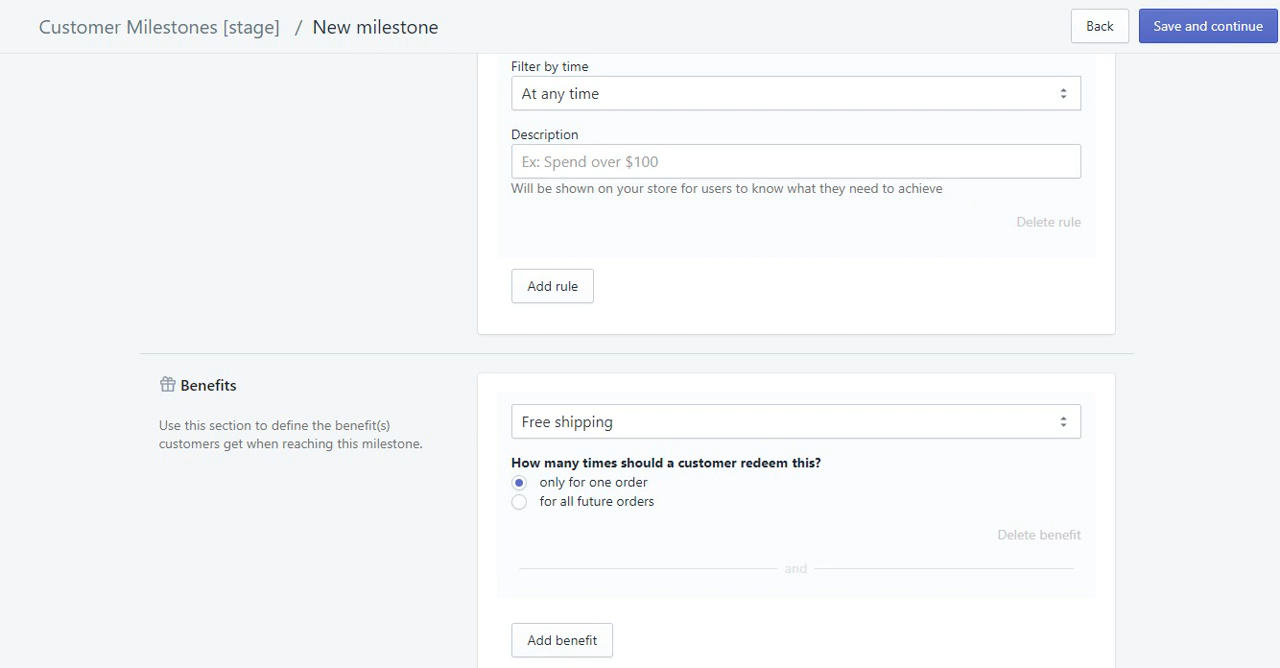 Customer Milestones [stage] / New milestone
Back
Save and continue
Filter by time
At any time
Description
Ex: Spend over $100
Will be shown on your store for users to know what they need to achieve
Delete rule
Add rule
Benefits
Use this section to define the benefit(s)
customers get when reaching this milestone.
Free shipping
How many times should a customer redeem this?
only for one order
for all future orders
Delete benefit
and
Add benefit